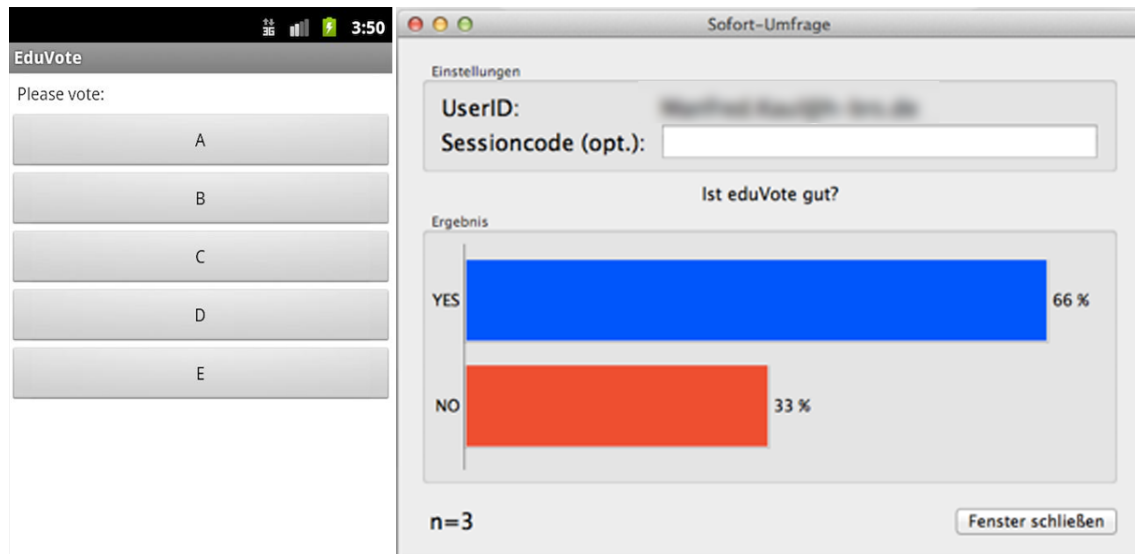 3G 3:50
EduVote
Please vote:
A
B
C
D
E
Sofort-Umfrage
Einstellungen
UserID:
Sessioncode (opt.):
Ist eduVote gut?
Ergebnis
YES 66 %
NO 33 %
n=3 Fenster schließen